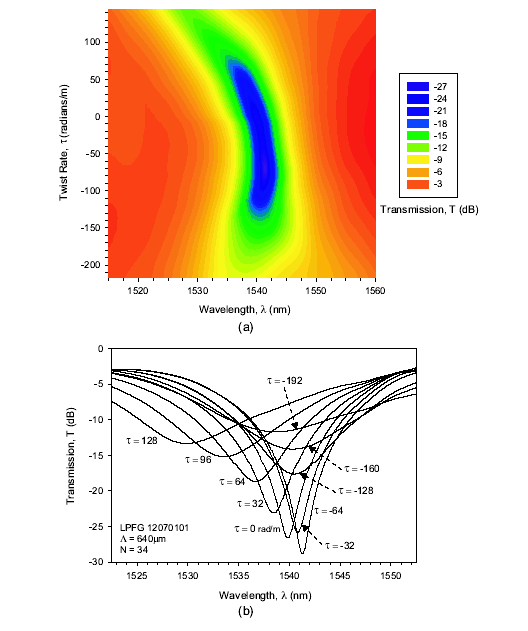 100
50
0
-50
-100
-150
-200
Twist Rate, τ (radians/m)
1520
1530
1540
1550
1560
Wavelength, λ (nm)
-27
-24
-21
-18
-15
-12
-9
-6
-3
Transmission, T (dB)
(a)
0
-5
-10
-15
-20
-25
-30
Transmission, T (dB)
τ = -192
τ = 128
τ = 96
τ = 64
τ = 32
τ = 0 rad/m
τ = -160
τ = -128
τ = -64
τ = -32
LPFG 12070101
Λ = 640μm
N = 34
1525
1530
1535
1540
1545
1550
Wavelength, λ (nm)
(b)